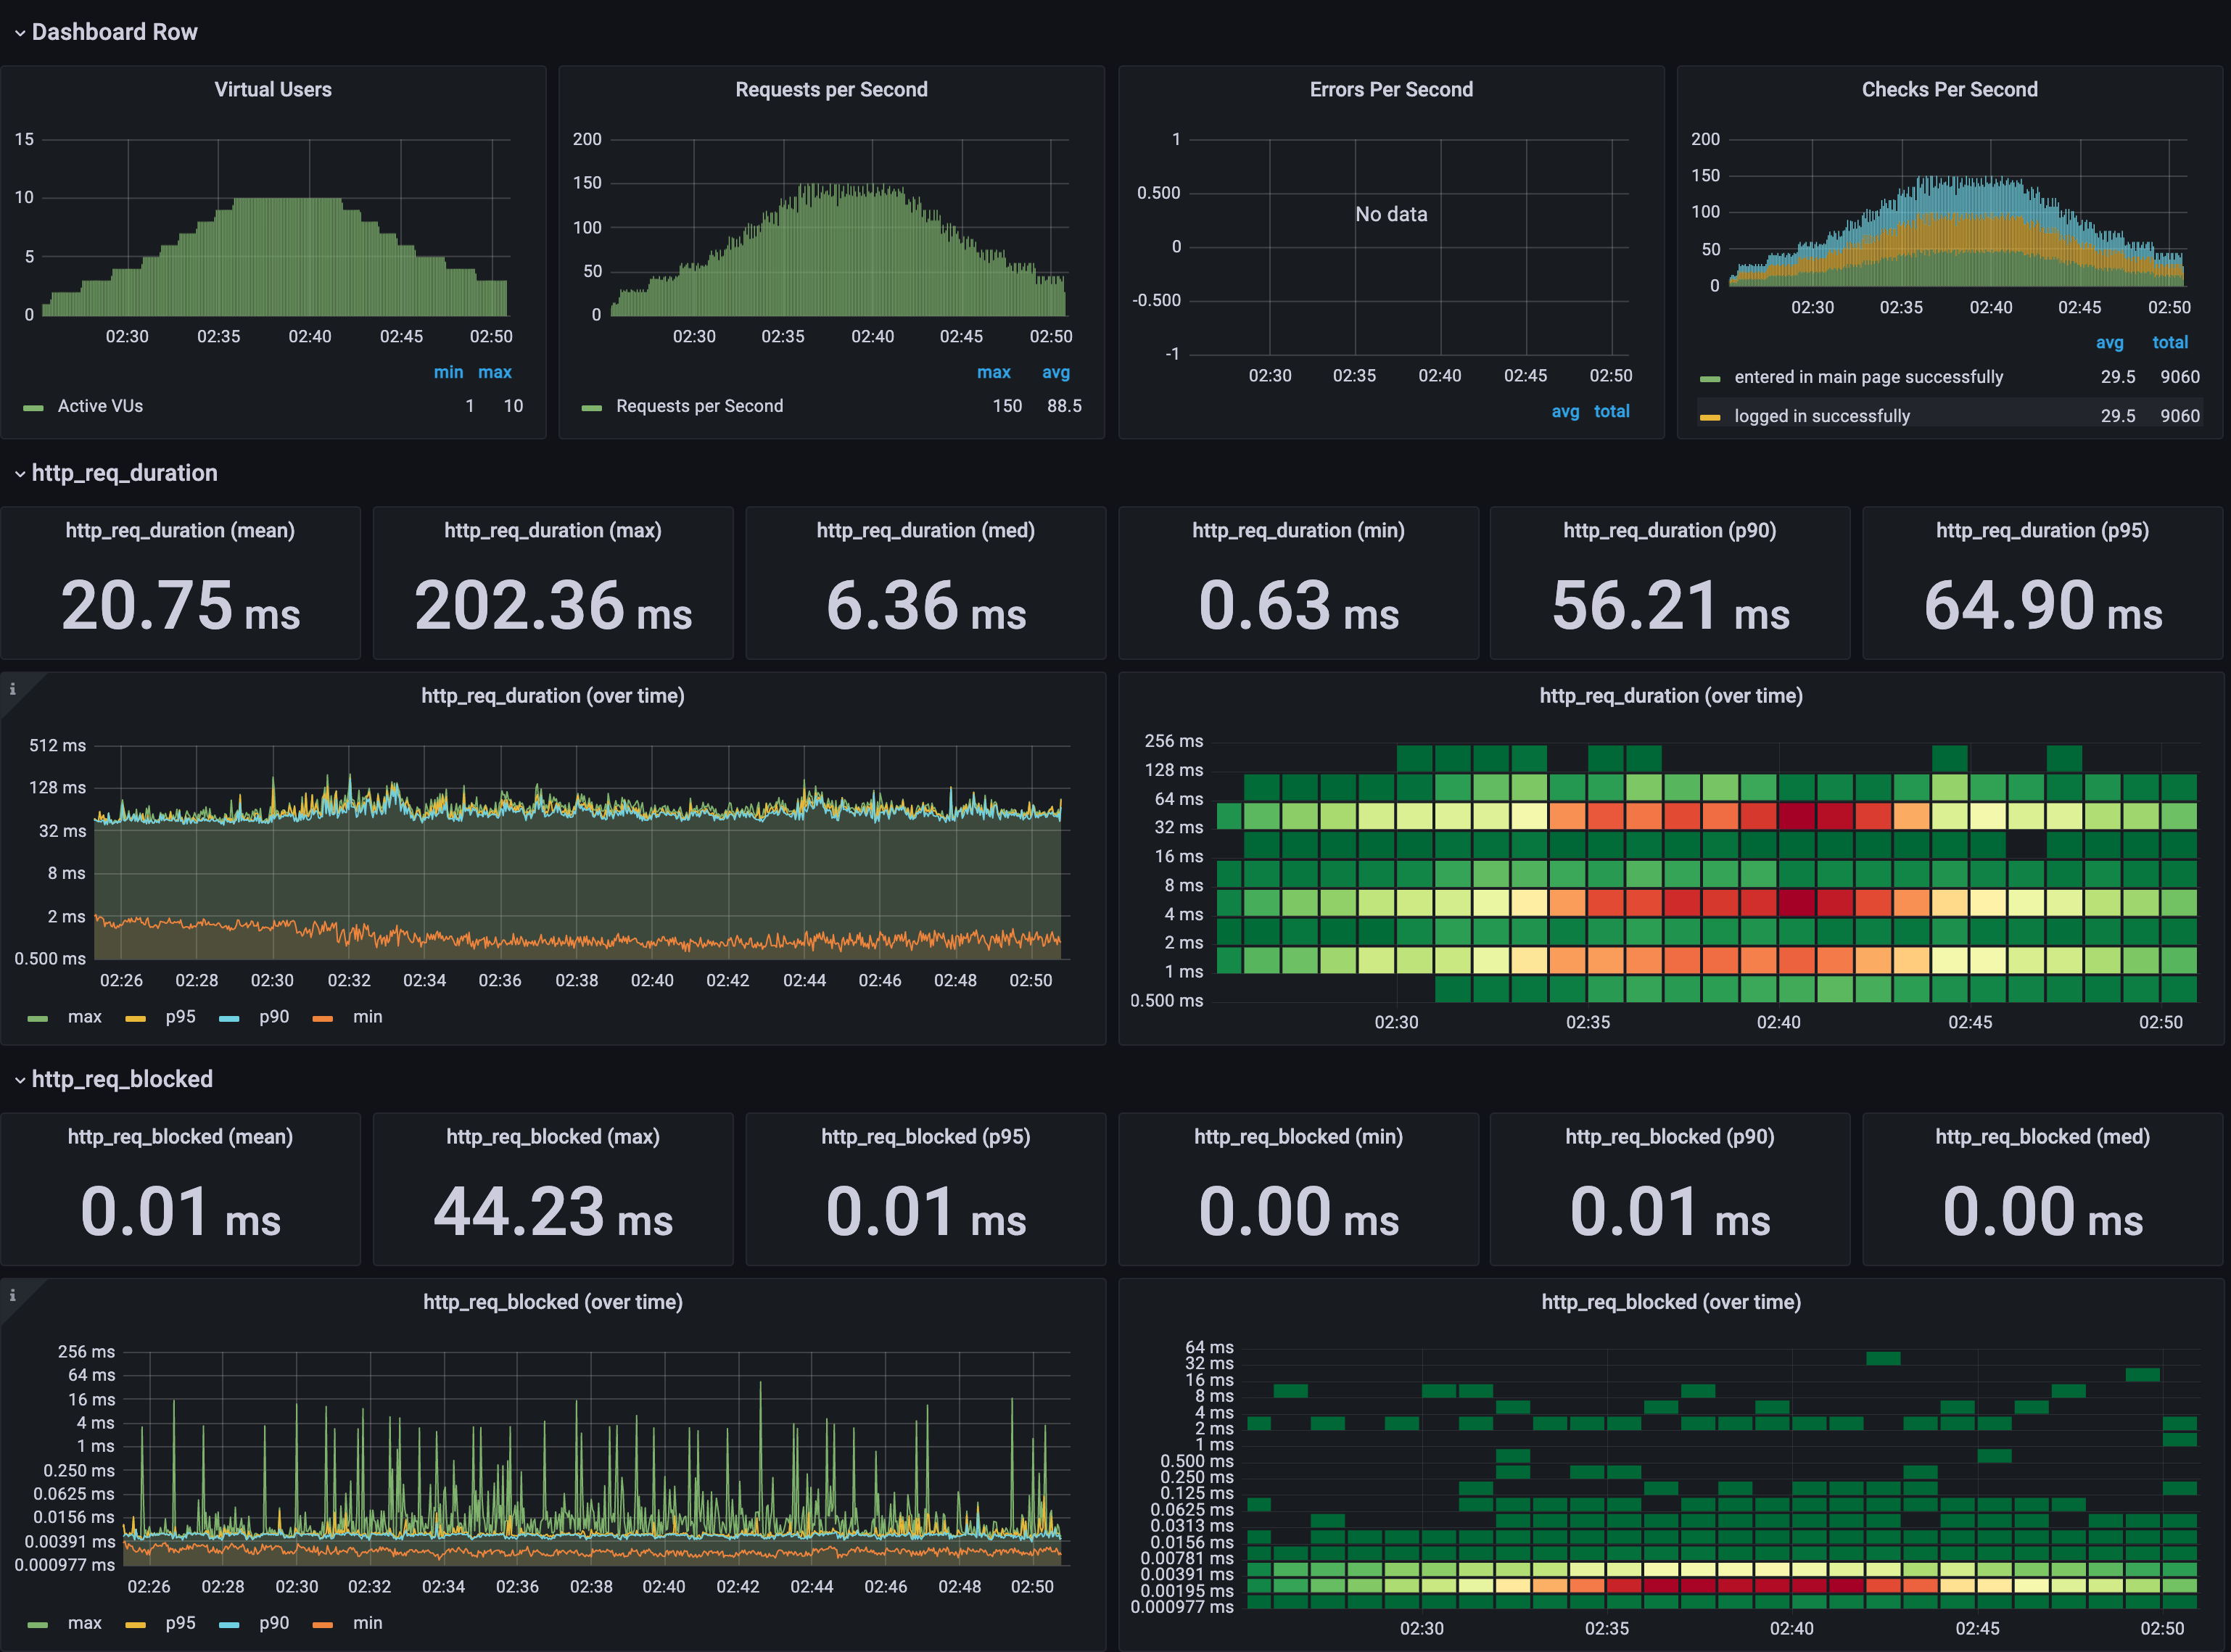 Dashboard Row
Virtual Users
15
10
5
0
02:30 02:35 02:40 02:45 02:50
min max
Active VUs 1 10
Requests per Second
200
150
100
50
0
02:30 02:35 02:40 02:45 02:50
max avg
Requests per Second 150 88.5
Errors Per Second
1
0.500
0
-0.500
-1
No data
02:30 02:35 02:40 02:45 02:50
avg total
Checks Per Second
200
150
100
50
0
02:30 02:35 02:40 02:45 02:50
avg total
entered in main page successfully 29.5 9060
logged in successfully 29.5 9060
http_req_duration
http_req_duration (mean)
20.75 ms
http_req_duration (max)
202.36 ms
http_req_duration (med)
6.36 ms
http_req_duration (min)
0.63 ms
http_req_duration (p90)
56.21 ms
http_req_duration (p95)
64.90 ms
i
http_req_duration (over time)
512 ms
128 ms
32 ms
8 ms
2 ms
0.500 ms
02:26 02:28 02:30 02:32 02:34 02:36 02:38 02:40 02:42 02:44 02:46 02:48 02:50
max p95 p90 min
http_req_duration (over time)
256 ms
128 ms
64 ms
32 ms
16 ms
8 ms
4 ms
2 ms
1 ms
0.500 ms
02:30 02:35 02:40 02:45 02:50
http_req_blocked
http_req_blocked (mean)
0.01 ms
http_req_blocked (max)
44.23 ms
http_req_blocked (p95)
0.01 ms
http_req_blocked (min)
0.00 ms
http_req_blocked (p90)
0.01 ms
http_req_blocked (med)
0.00 ms
i
http_req_blocked (over time)
256 ms
64 ms
16 ms
4 ms
1 ms
0.250 ms
0.0625 ms
0.0156 ms
0.00391 ms
0.000977 ms
02:26 02:28 02:30 02:32 02:34 02:36 02:38 02:40 02:42 02:44 02:46 02:48 02:50
max p95 p90 min
http_req_blocked (over time)
64 ms
32 ms
16 ms
8 ms
4 ms
2 ms
1 ms
0.500 ms
0.250 ms
0.125 ms
0.0625 ms
0.0313 ms
0.0156 ms
0.00781 ms
0.00391 ms
0.00195 ms
0.000977 ms
02:30 02:35 02:40 02:45 02:50